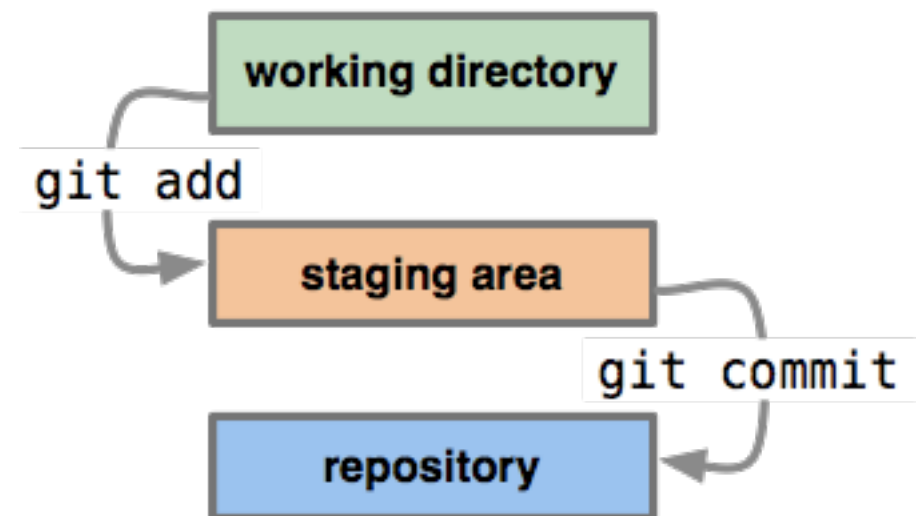 working directory
git add
staging area
git commit
repository